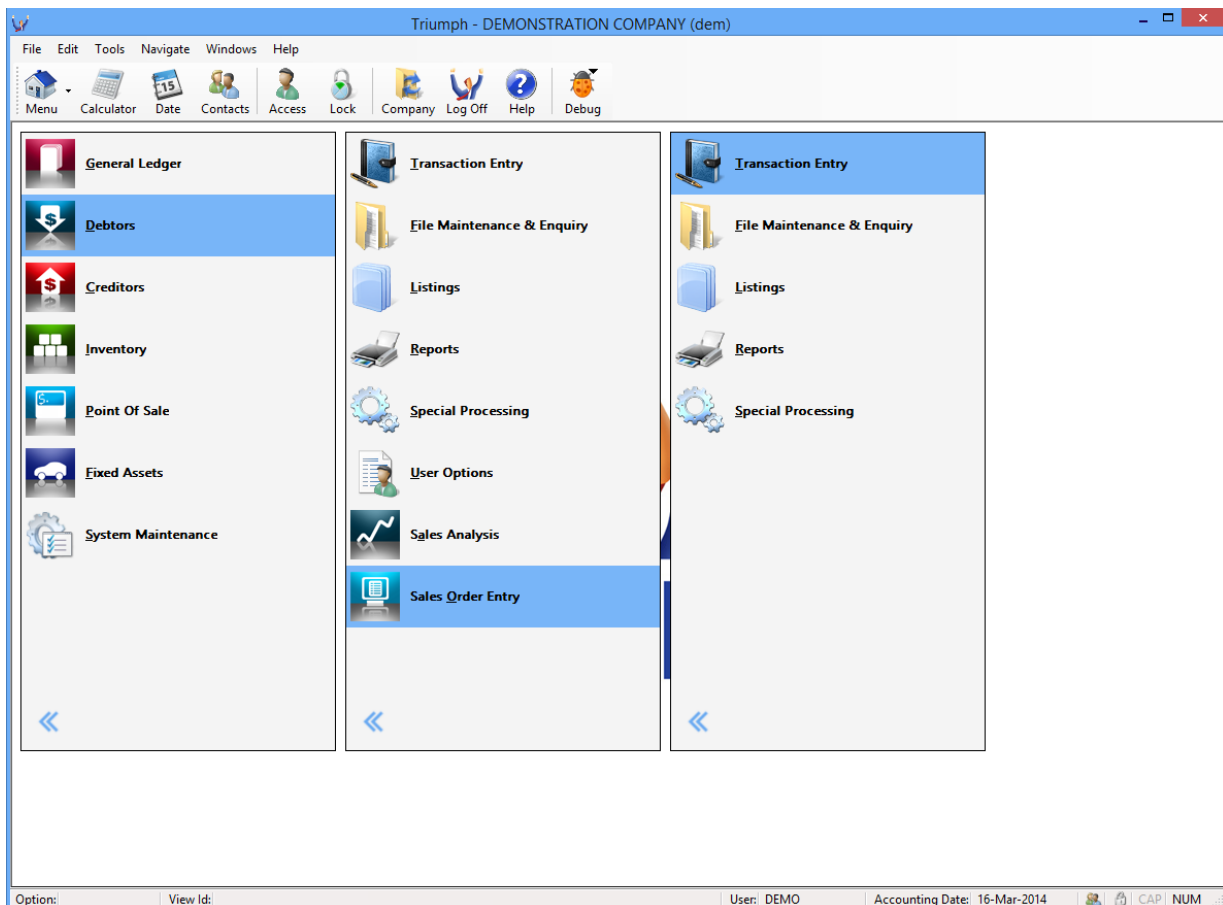 Triumph - DEMONSTRATION COMPANY (dem)
File Edit Tools Navigate Windows Help
15
Menu Calculator Date Contacts Access Lock Company Log Off Help Debug
General Ledger
Debtors
Creditors
Inventory
Point Of Sale
Fixed Assets
System Maintenance
Transaction Entry
File Maintenance & Enquiry
Listings
Reports
Special Processing
User Options
Sales Analysis
Sales Order Entry
Transaction Entry
File Maintenance & Enquiry
Listings
Reports
Special Processing
Option: View Id: User: DEMO Accounting Date: 16-Mar-2014 CAP NUM